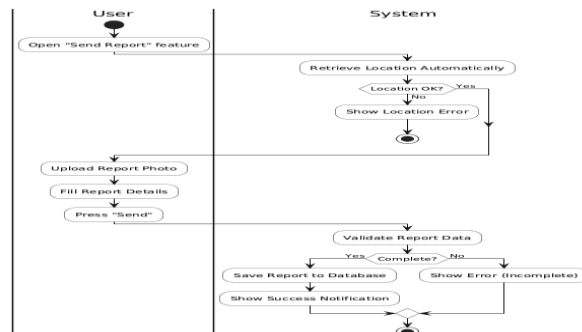 User
System
Open "Send Report" feature
Retrieve Location Automatically
Location OK?
Yes
No
Show Location Error
Upload Report Photo
Fill Report Details
Press "Send"
Validate Report Data
Yes
Complete?
No
Save Report to Database
Show Error (Incomplete)
Show Success Notification